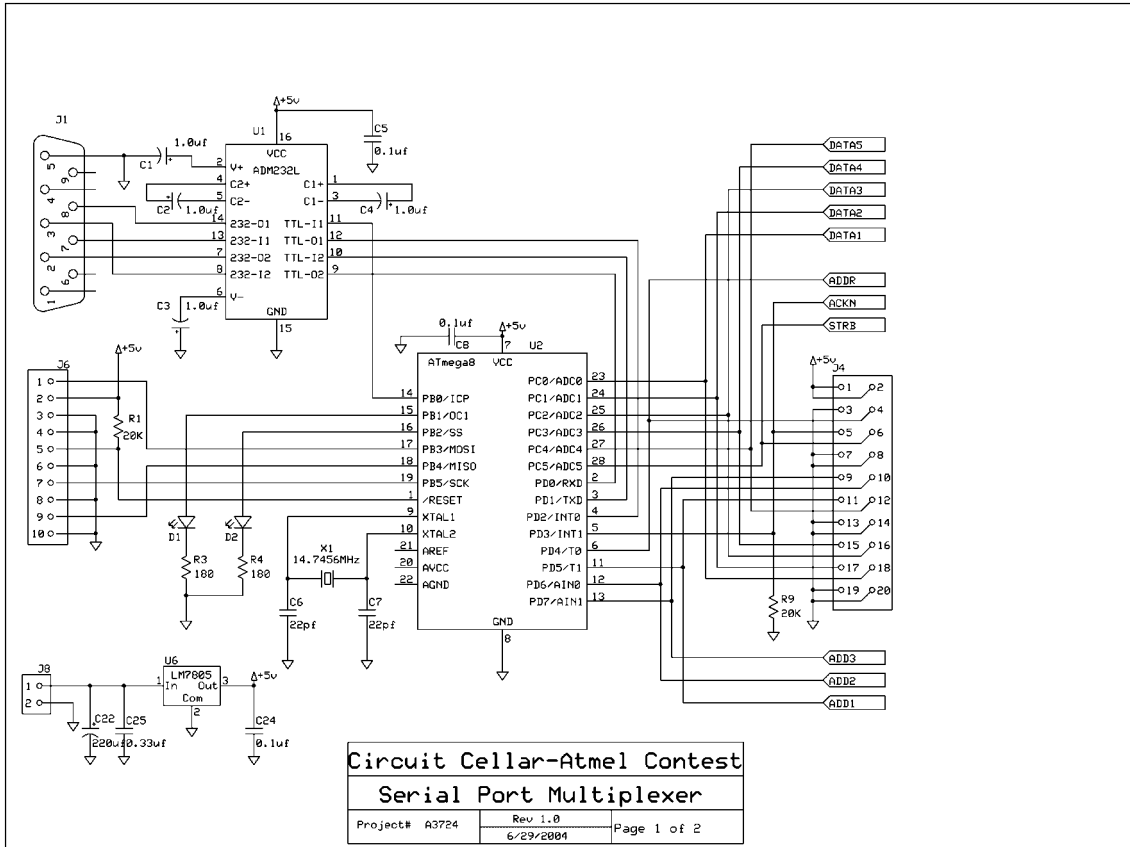 +5v
J1
U1
16
C5
1.0uf
VCC
0.1uf
C1
ADM232L
2 V+
4 C2+ C1+ 1
5 C2- C1- 3
C2 1.0uf
C4 1.0uf
14 232-O1 TTL-I1 11
13 232-I1 TTL-O1 12
7 232-O2 TTL-I2 10
8 232-I2 TTL-O2 9
6 V-
C3 1.0uf
GND
15
5
9
4
8
3
7
2
6
1
DATA5
DATA4
DATA3
DATA2
DATA1
ADDR
ACKN
STRB
0.1uf
C8
+5v
7
U2
ATmega8 VCC
PC0/ADC0 23
PC1/ADC1 24
14 PB0/ICP PC2/ADC2 25
15 PB1/OC1 PC3/ADC3 26
16 PB2/SS PC4/ADC4 27
17 PB3/MOSI PC5/ADC5 28
18 PB4/MISO PD0/RXD 2
19 PB5/SCK PD1/TXD 3
1 /RESET PD2/INT0 4
9 XTAL1 PD3/INT1 5
10 XTAL2 PD4/T0 6
21 AREF PD5/T1 11
20 AVCC PD6/AIN0 12
22 AGND PD7/AIN1 13
GND
8
+5v
J6
1
2
3
4
5
6
7
8
9
10
R1
20K
D1
D2
R3
180
R4
180
X1
14.7456MHz
C6
22pf
C7
22pf
+5v
J4
1 2
3 4
5 6
7 8
9 10
11 12
13 14
15 16
17 18
19 20
R9
20K
ADD3
ADD2
ADD1
J8
1
2
U6
LM7805
1 In Out 3
Com
2
+5v
C22
220uf
C25
0.33uf
C24
0.1uf
Circuit Cellar-Atmel Contest
Serial Port Multiplexer
Project# A3724
Rev 1.0
6/29/2004
Page 1 of 2